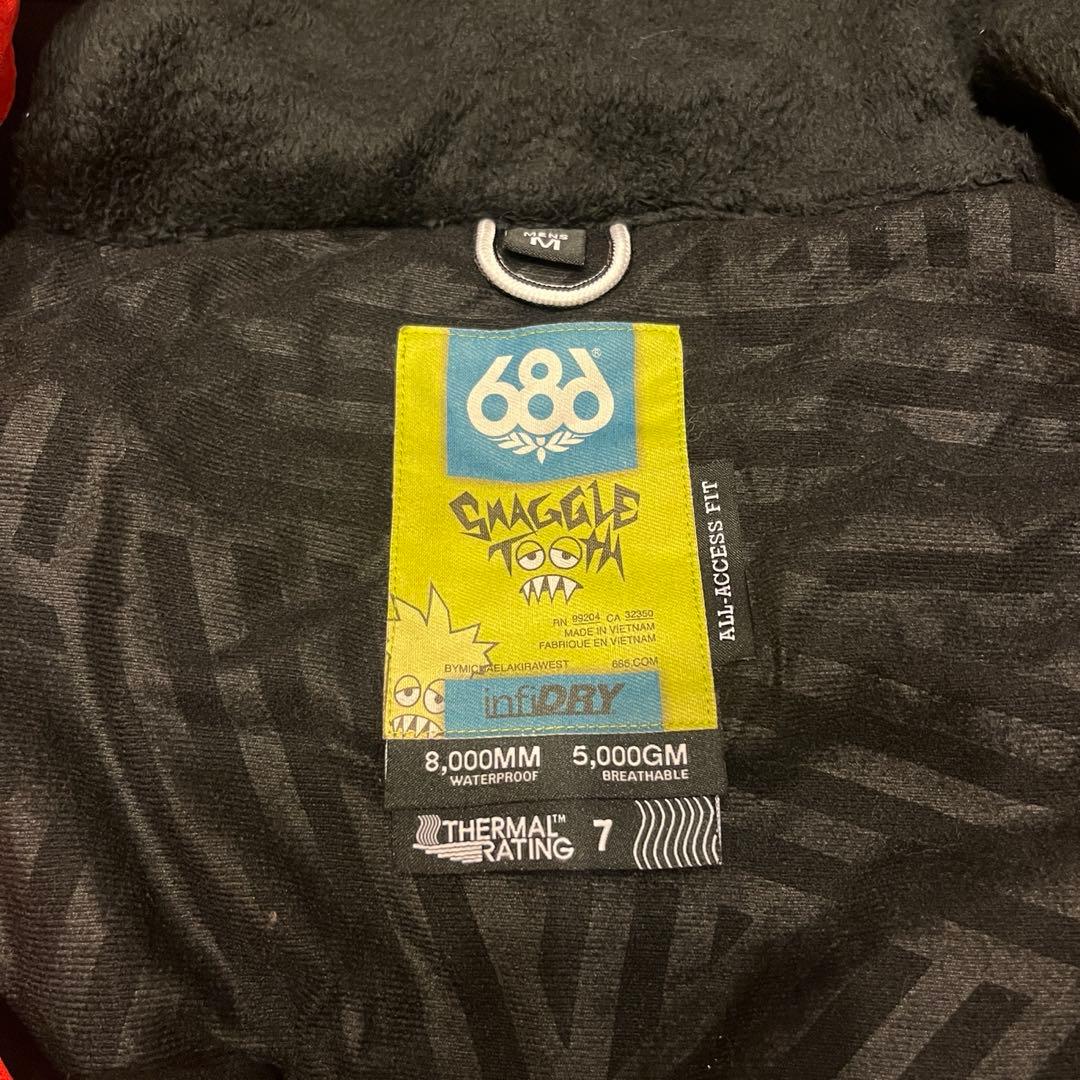 MENS
M
686®
SNAGGLE
TOOTH
RN 99204 CA 32350
MADE IN VIETNAM
FABRIQUE EN VIETNAM
BYMICHAELAKIRAWEST 686.COM
infiDRY
ALL-ACCESS FIT
8,000MM 5,000GM
WATERPROOF BREATHABLE
THERMAL™
RATING 7